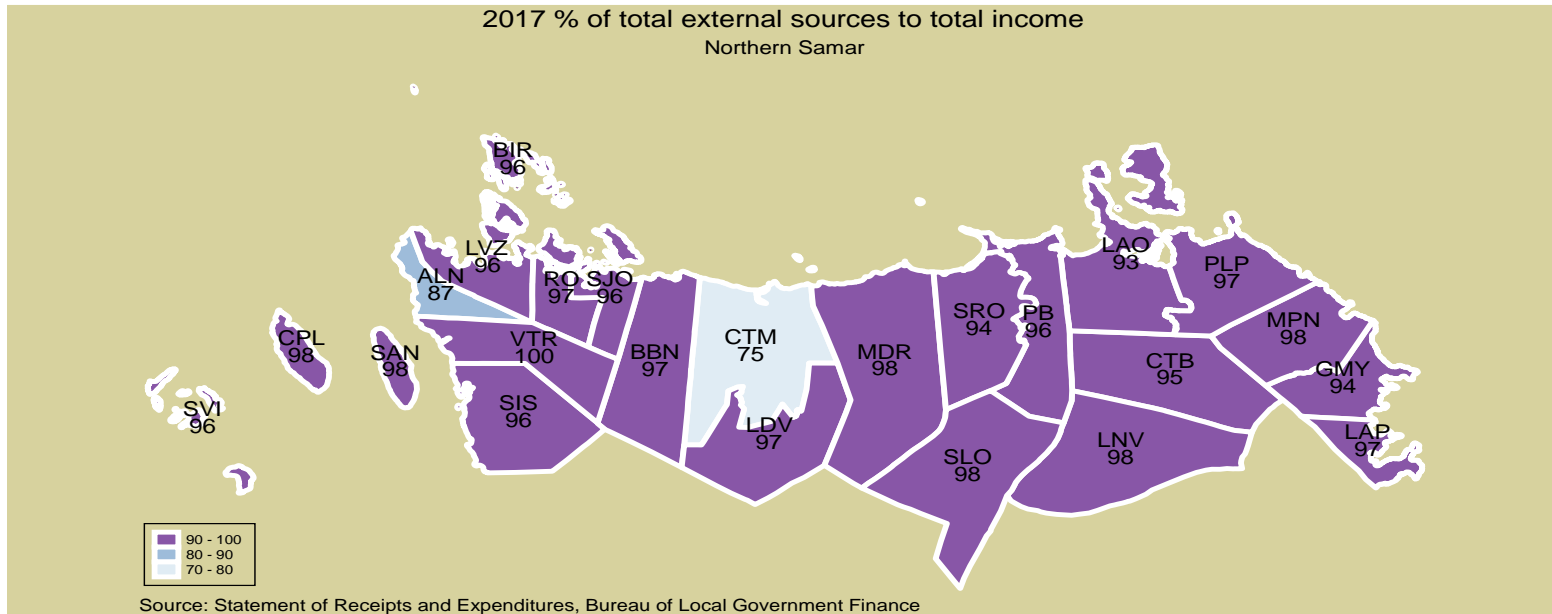 2017 % of total external sources to total income
Northern Samar
BIR
96
LVZ
96
ALN
87
RO
97
SJO
96
LAO
93
PLP
97
CPL
98
SAN
98
VTR
100
BBN
97
CTM
75
MDR
98
SRO
94
PB
96
MPN
98
CTB
95
GMY
94
SVI
96
SIS
96
LDV
97
SLO
98
LNV
98
LAP
97
90 - 100
80 - 90
70 - 80
Source: Statement of Receipts and Expenditures, Bureau of Local Government Finance